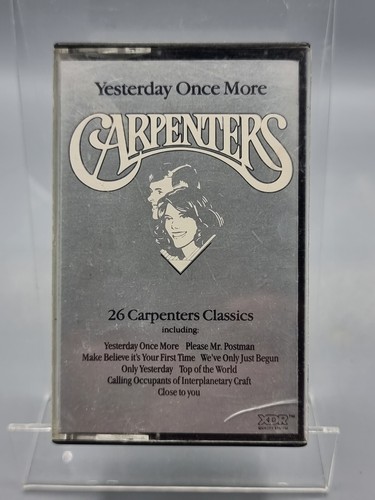 Yesterday Once More
CARPENTERS
26 Carpenters Classics
including:
Yesterday Once More Please Mr. Postman
Make Believe it's Your First Time We've Only Just Begun
Only Yesterday Top of the World
Calling Occupants of Interplanetary Craft
Close to you
XDR™